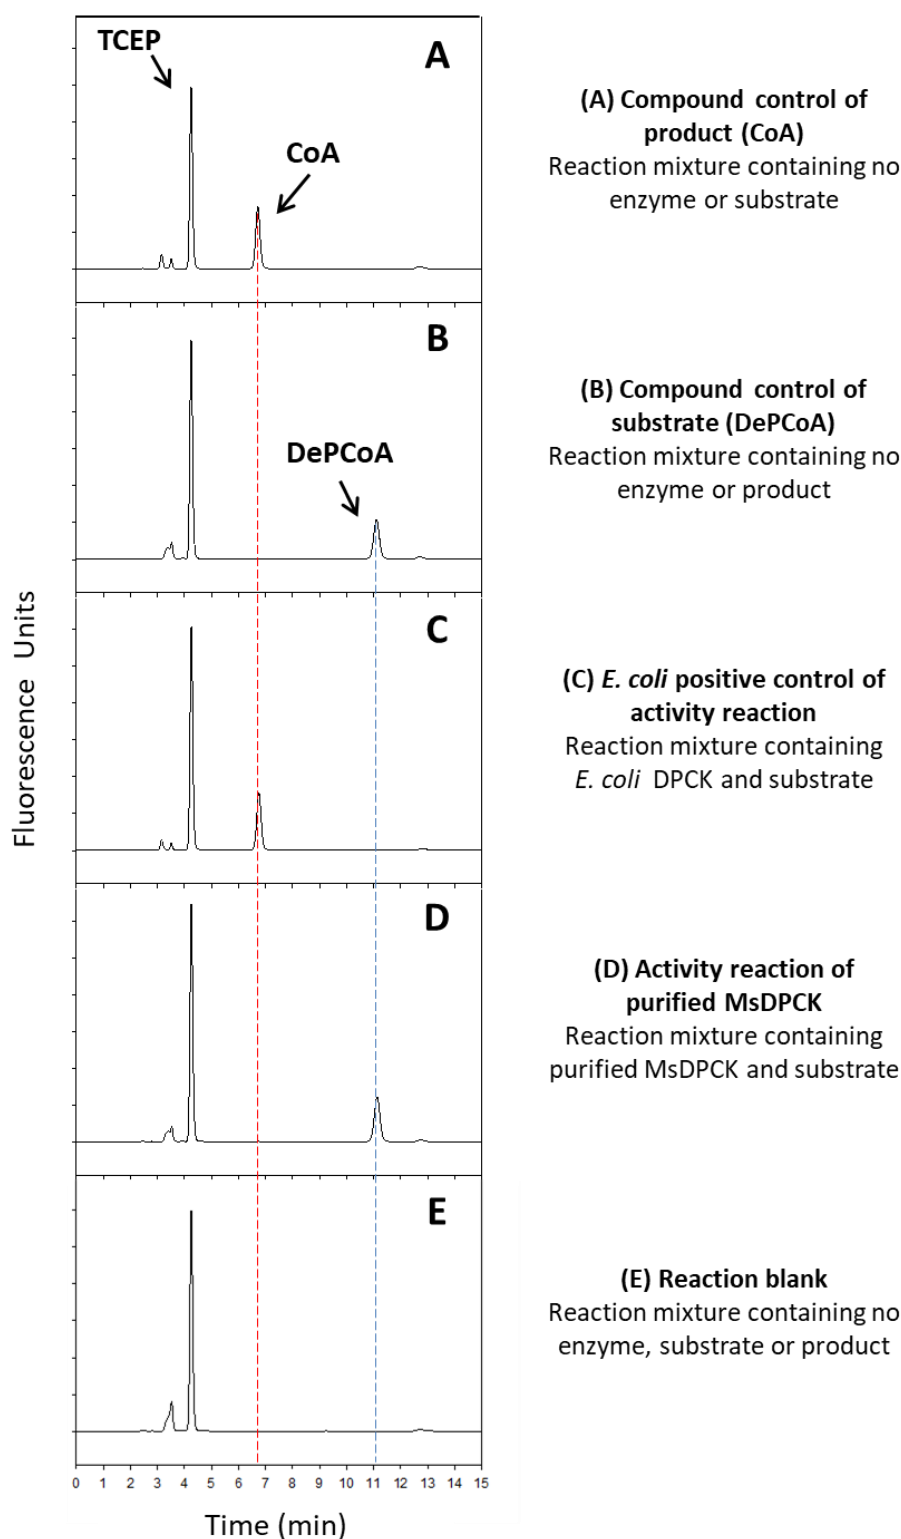 TCEP
A
CoA
(A) Compound control of
product (CoA)
Reaction mixture containing no
enzyme or substrate
B
DePCoA
(B) Compound control of
substrate (DePCoA)
Reaction mixture containing no
enzyme or product
C
(C) E. coli positive control of
activity reaction
Reaction mixture containing
E. coli DPCK and substrate
Fluorescence Units
D
(D) Activity reaction of
purified MsDPCK
Reaction mixture containing
purified MsDPCK and substrate
E
(E) Reaction blank
Reaction mixture containing no
enzyme, substrate or product
0 1 2 3 4 5 6 7 8 9 10 11 12 13 14 15
Time (min)